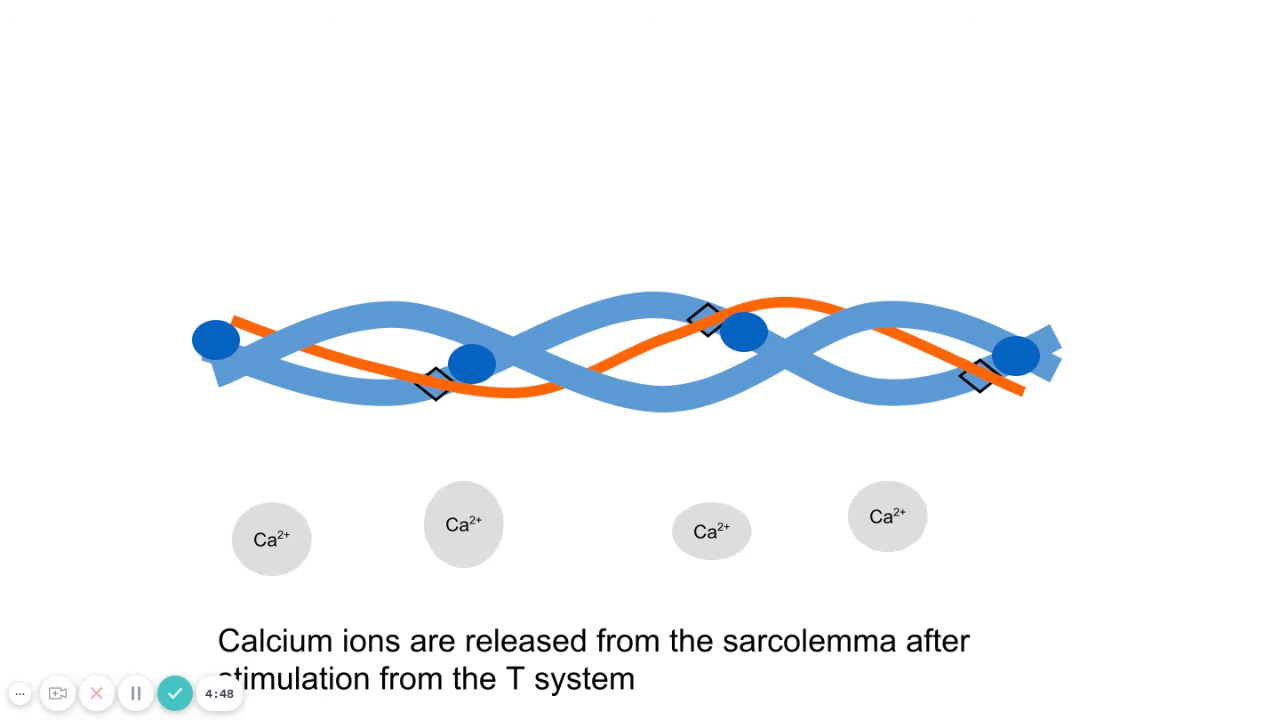 Ca²⁺
Ca²⁺
Ca²⁺
Ca²⁺
Calcium ions are released from the sarcolemma after
stimulation from the T system
4:48